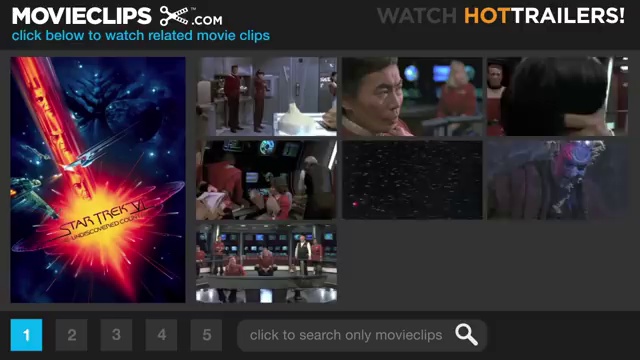 MOVIECLIPS .COM
WATCH HOTTRAILERS!
click below to watch related movie clips
STAR TREK VI
UNDISCOVERED COUNTRY
1 2 3 4 5
click to search only movieclips